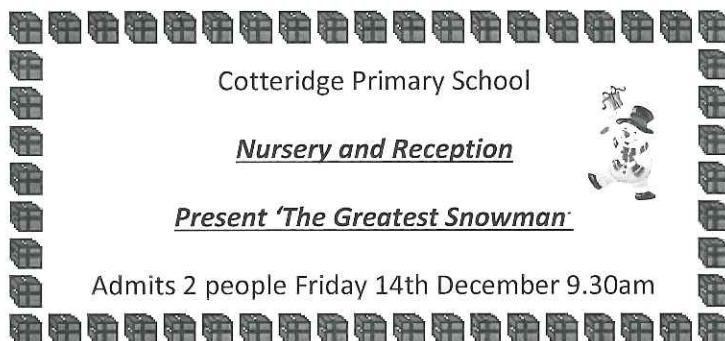 Cotteridge Primary School
Nursery and Reception
Present 'The Greatest Snowman'
Admits 2 people Friday 14th December 9.30am